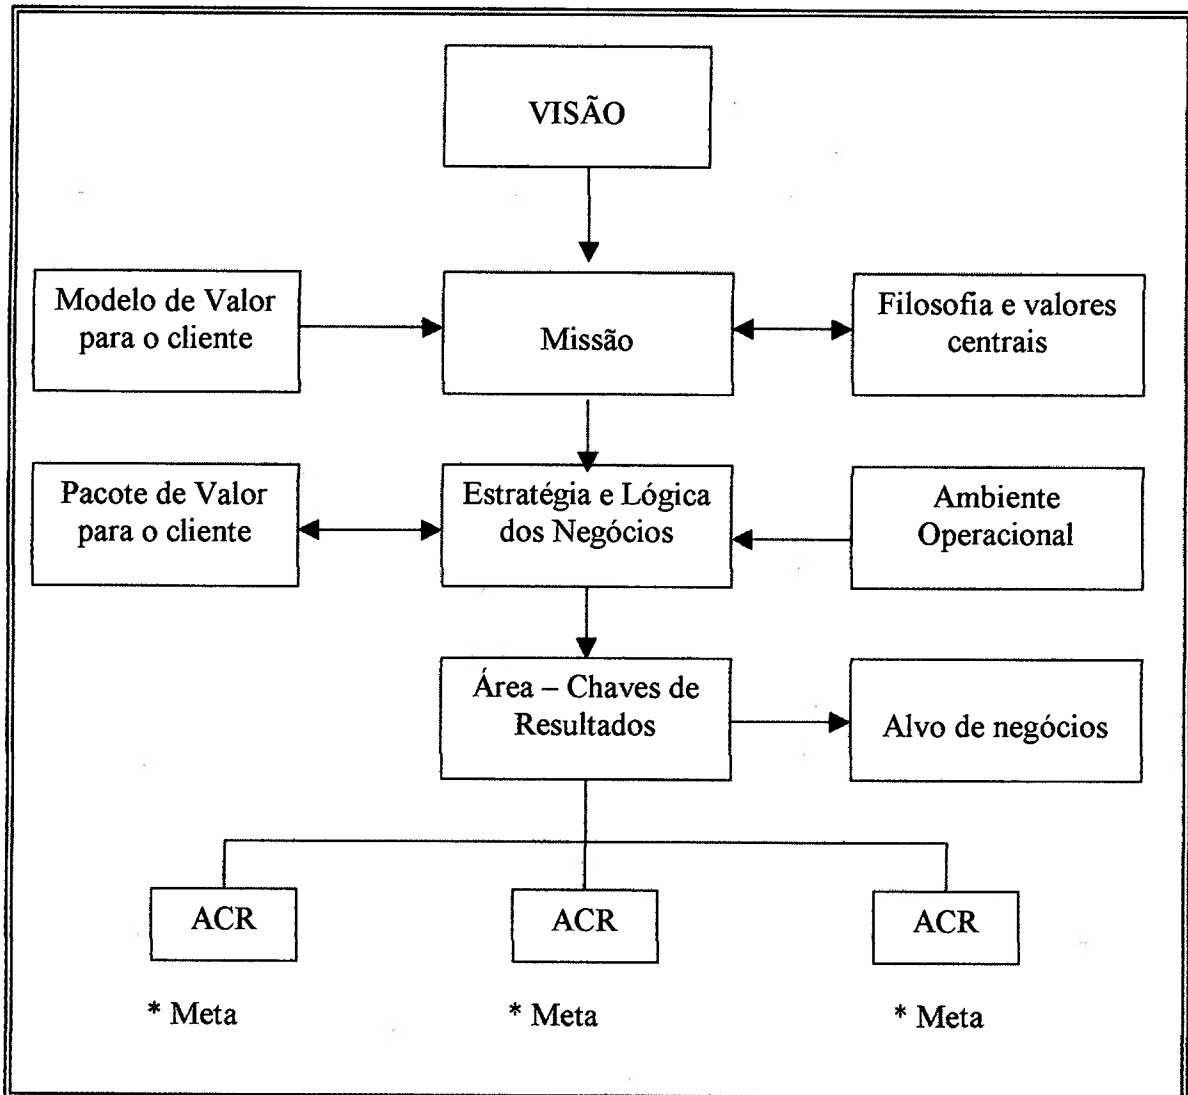 VISÃO
Modelo de Valor
para o cliente
Missão
Filosofia e valores
centrais
Pacote de Valor
para o cliente
Estratégia e Lógica
dos Negócios
Ambiente
Operacional
Área – Chaves de
Resultados
Alvo de negócios
ACR
ACR
ACR
* Meta
* Meta
* Meta